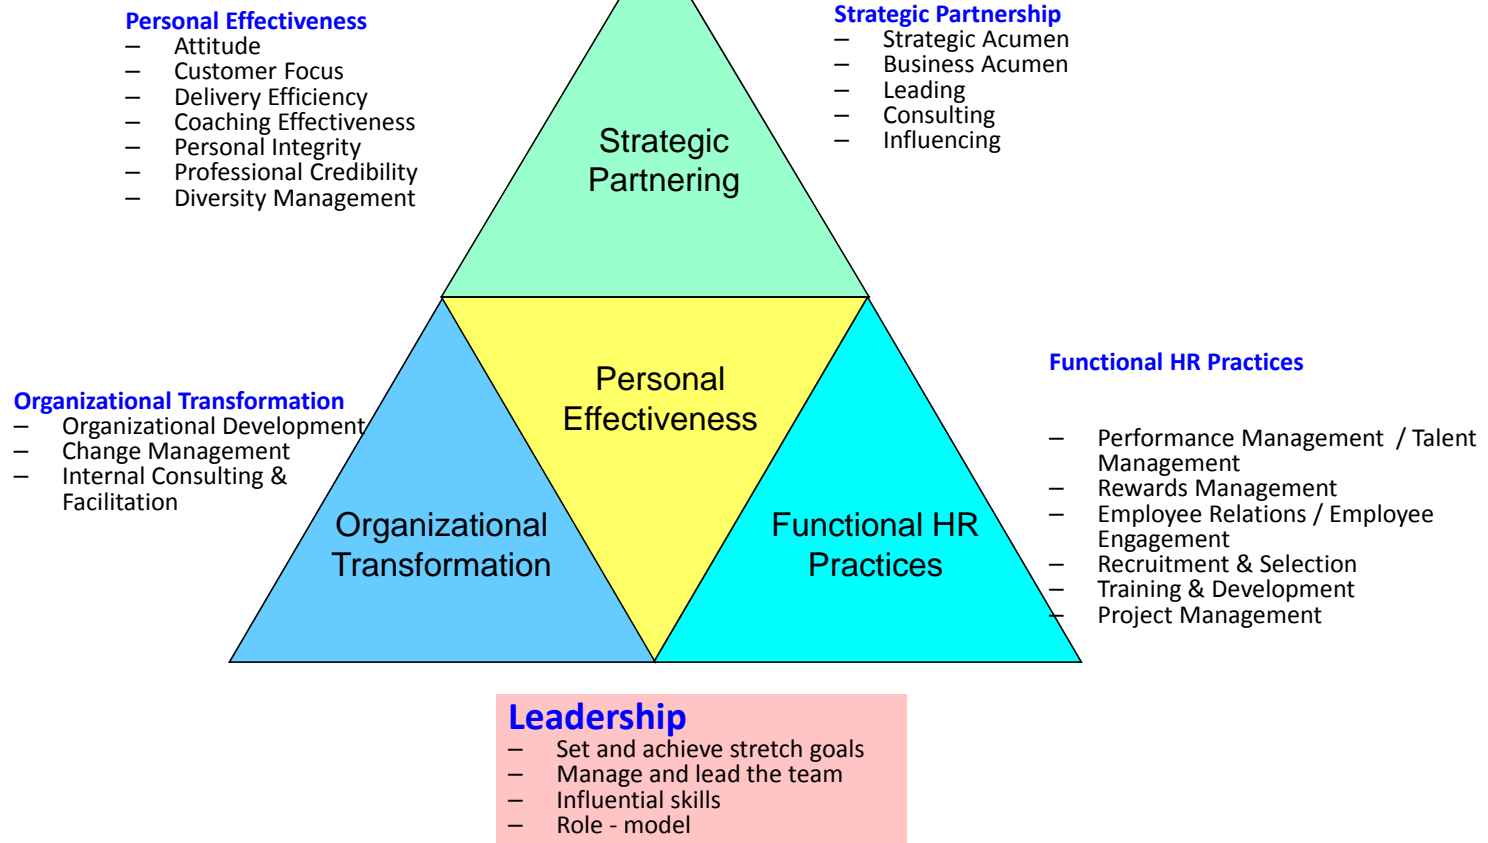 Personal Effectiveness
– Attitude
– Customer Focus
– Delivery Efficiency
– Coaching Effectiveness
– Personal Integrity
– Professional Credibility
– Diversity Management
Strategic Partnership
– Strategic Acumen
– Business Acumen
– Leading
– Consulting
– Influencing
Strategic
Partnering
Personal
Effectiveness
Organizational Transformation
– Organizational Development
– Change Management
– Internal Consulting &
Facilitation
Organizational
Transformation
Functional HR
Practices
Functional HR Practices
– Performance Management / Talent
Management
– Rewards Management
– Employee Relations / Employee
Engagement
– Recruitment & Selection
– Training & Development
– Project Management
Leadership
– Set and achieve stretch goals
– Manage and lead the team
– Influential skills
– Role - model